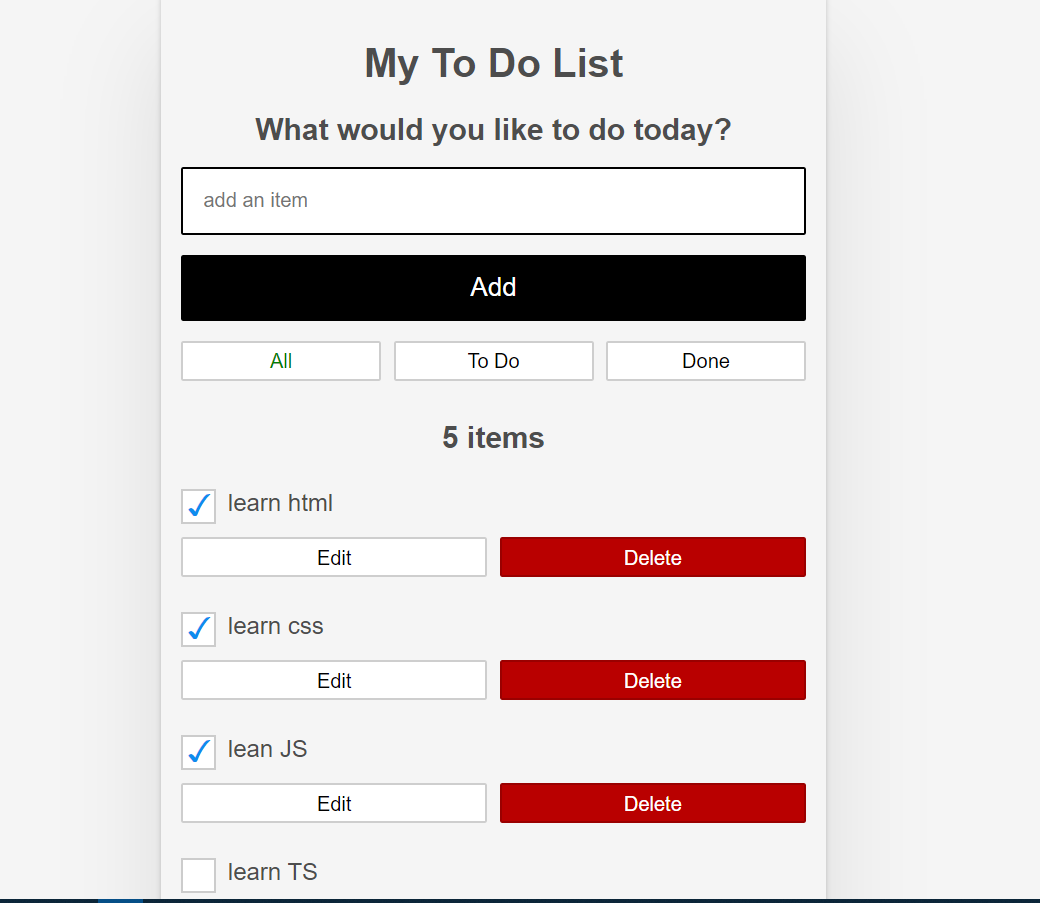 My To Do List
What would you like to do today?
add an item
Add
All To Do Done
5 items
learn html
Edit Delete
learn css
Edit Delete
lean JS
Edit Delete
learn TS